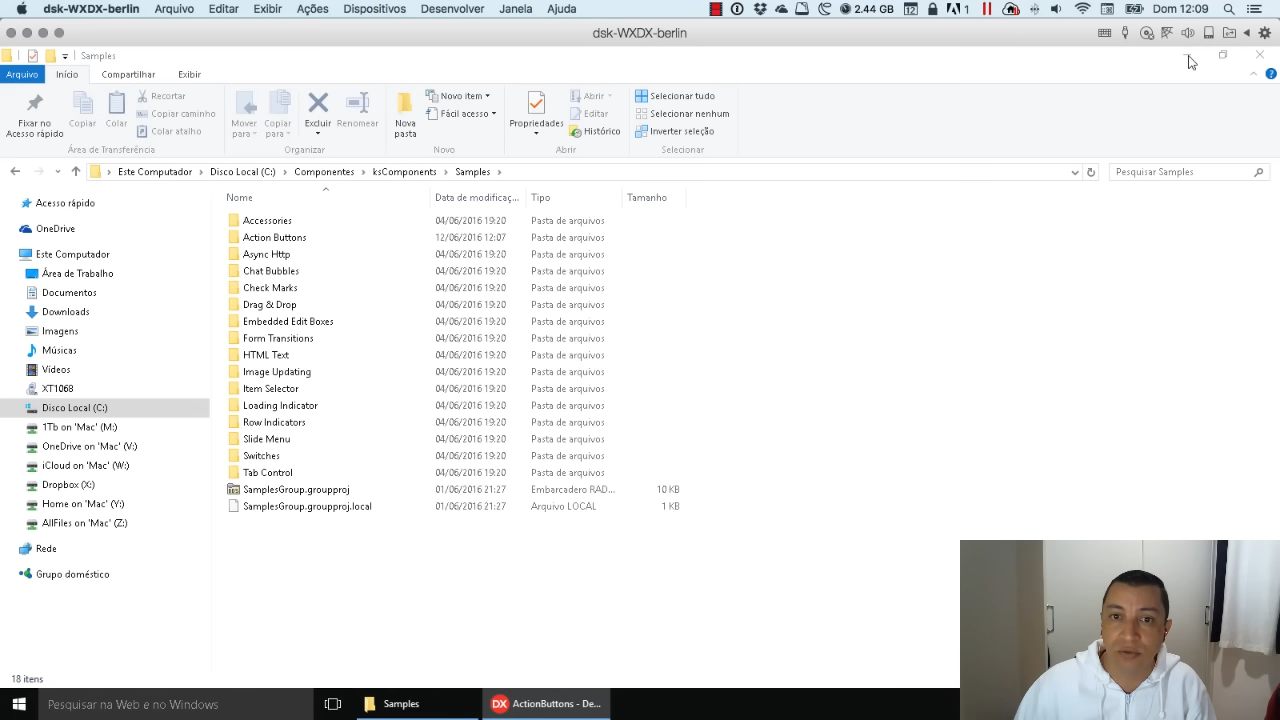 dsk-WXDX-berlin Arquivo Editar Exibir Ações Dispositivos Desenvolver Janela Ajuda 2.44 GB 12 1 Dom 12:09
dsk-WXDX-berlin
Samples
Arquivo Início Compartilhar Exibir
Fixar no Acesso rápido
Copiar
Colar
Recortar
Copiar caminho
Colar atalho
Área de Transferência
Mover para
Copiar para
Excluir
Renomear
Organizar
Nova pasta
Novo item
Fácil acesso
Novo
Propriedades
Abrir
Editar
Histórico
Abrir
Selecionar tudo
Selecionar nenhum
Inverter seleção
Selecionar
Este Computador Disco Local (C:) Componentes ksComponents Samples
Pesquisar Samples
Acesso rápido
OneDrive
Este Computador
Área de Trabalho
Documentos
Downloads
Imagens
Músicas
Vídeos
XT1068
Disco Local (C:)
1Tb on 'Mac' (M:)
OneDrive on 'Mac' (V:)
iCloud on 'Mac' (W:)
Dropbox (X:)
Home on 'Mac' (Y:)
AllFiles on 'Mac' (Z:)
Rede
Grupo doméstico
Nome Data de modificaç... Tipo Tamanho
Accessories 04/06/2016 19:20 Pasta de arquivos
Action Buttons 12/06/2016 12:07 Pasta de arquivos
Async Http 04/06/2016 19:20 Pasta de arquivos
Chat Bubbles 04/06/2016 19:20 Pasta de arquivos
Check Marks 04/06/2016 19:20 Pasta de arquivos
Drag & Drop 04/06/2016 19:20 Pasta de arquivos
Embedded Edit Boxes 04/06/2016 19:20 Pasta de arquivos
Form Transitions 04/06/2016 19:20 Pasta de arquivos
HTML Text 04/06/2016 19:20 Pasta de arquivos
Image Updating 04/06/2016 19:20 Pasta de arquivos
Item Selector 04/06/2016 19:20 Pasta de arquivos
Loading Indicator 04/06/2016 19:20 Pasta de arquivos
Row Indicators 04/06/2016 19:20 Pasta de arquivos
Slide Menu 04/06/2016 19:20 Pasta de arquivos
Switches 04/06/2016 19:20 Pasta de arquivos
Tab Control 04/06/2016 19:20 Pasta de arquivos
SamplesGroup.groupproj 01/06/2016 21:27 Embarcadero RAD... 10 KB
SamplesGroup.groupproj.local 01/06/2016 21:27 Arquivo LOCAL 1 KB
18 itens
Pesquisar na Web e no Windows
Samples
DX ActionButtons - De...